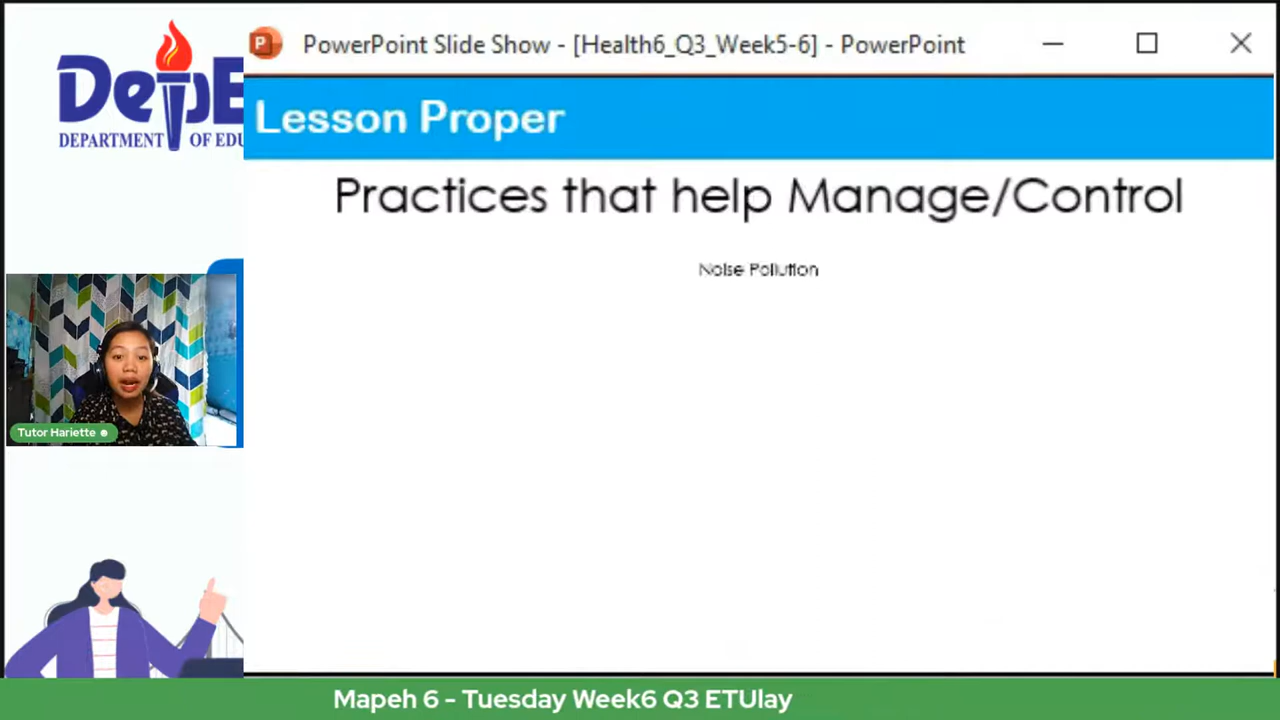 DepE
DEPARTMENT OF EDU
PowerPoint Slide Show - [Health6_Q3_Week5-6] - PowerPoint
Lesson Proper
Practices that help Manage/Control
Noise Pollution
Tutor Hariette
Mapeh 6 - Tuesday Week6 Q3 ETUlay